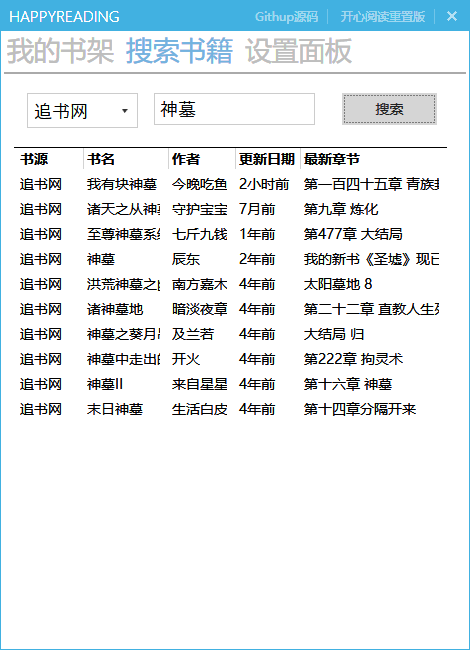 HAPPYREADING Githup源码 开心阅读重置版
我的书架 搜索书籍 设置面板
追书网 神墓 搜索
书源 书名 作者 更新日期 最新章节
追书网 我有块神墓 今晚吃鱼 2小时前 第一百四十五章 青族
追书网 诸天之从神 守护宝宝 7月前 第九章 炼化
追书网 至尊神墓系 七斤九钱 1年前 第477章 大结局
追书网 神墓 辰东 2年前 我的新书《圣墟》现已
追书网 洪荒神墓之 南方嘉木 4年前 太阳墓地 8
追书网 诸神墓地 暗淡夜章 4年前 第二十二章 直教人生
追书网 神墓之葵月 及兰若 4年前 大结局 归
追书网 神墓中走出 开火 4年前 第222章 拘灵术
追书网 神墓II 来自星星 4年前 第十六章 神墓
追书网 末日神墓 生活白皮 4年前 第十四章分隔开来